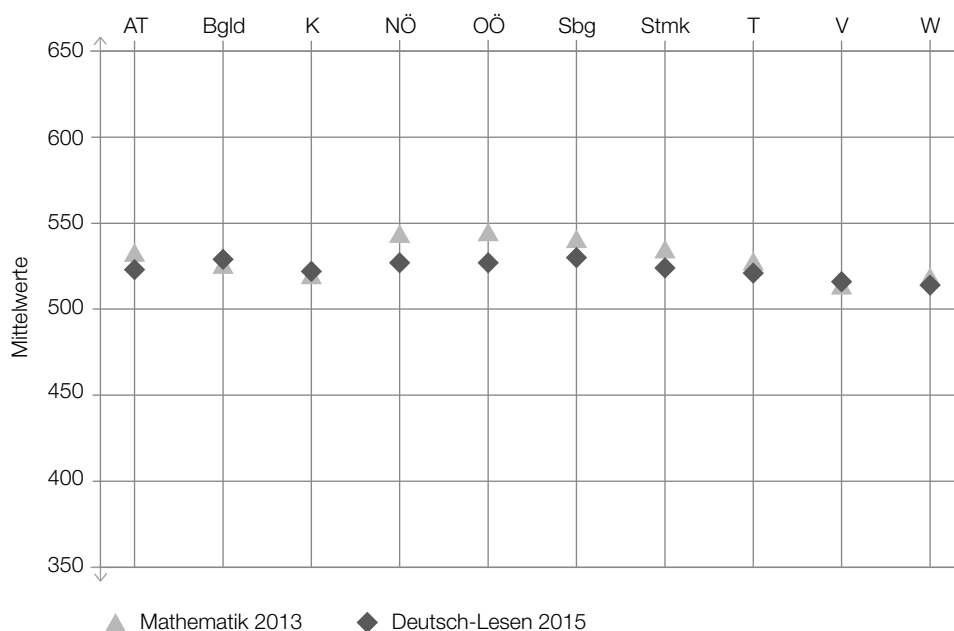 AT Bgld K NÖ OÖ Sbg Stmk T V W
650
600
550
500
450
400
350
Mittelwerte
Mathematik 2013 Deutsch-Lesen 2015